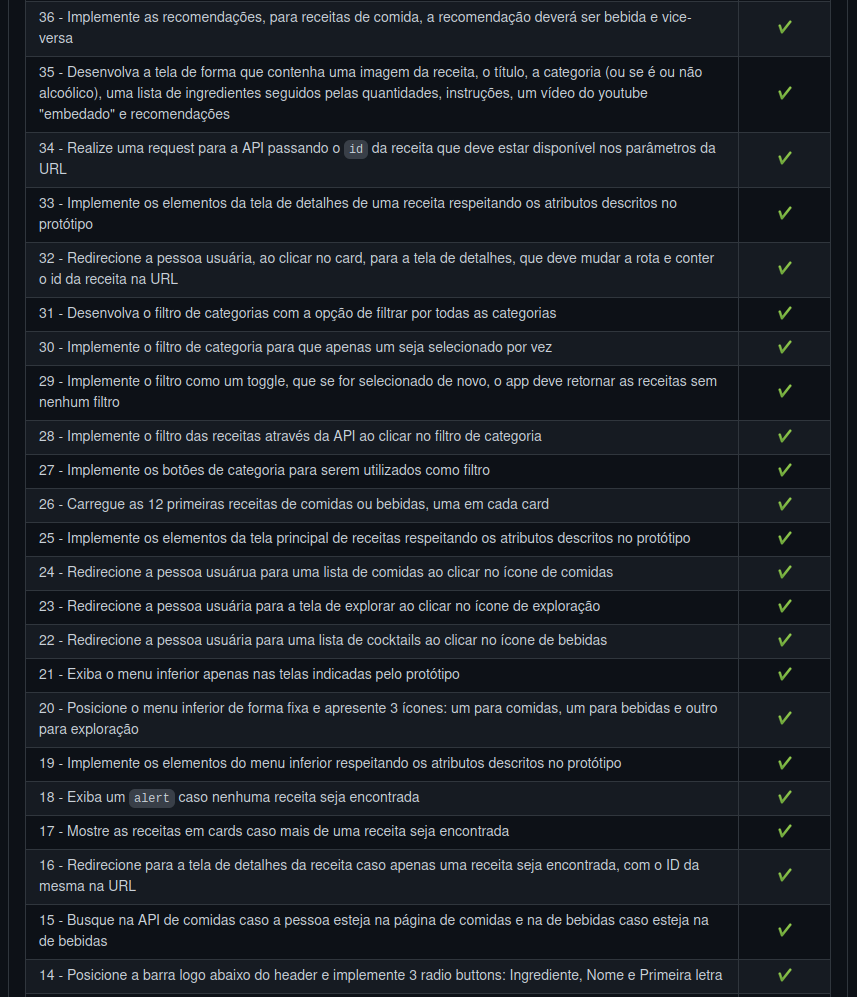 36 - Implemente as recomendações, para receitas de comida, a recomendação deverá ser bebida e vice-
versa
✔
35 - Desenvolva a tela de forma que contenha uma imagem da receita, o título, a categoria (ou se é ou não
alcoólico), uma lista de ingredientes seguidos pelas quantidades, instruções, um vídeo do youtube
"embedado" e recomendações
✔
34 - Realize uma request para a API passando o id da receita que deve estar disponível nos parâmetros da
URL
✔
33 - Implemente os elementos da tela de detalhes de uma receita respeitando os atributos descritos no
protótipo
✔
32 - Redirecione a pessoa usuária, ao clicar no card, para a tela de detalhes, que deve mudar a rota e conter
o id da receita na URL
✔
31 - Desenvolva o filtro de categorias com a opção de filtrar por todas as categorias ✔
30 - Implemente o filtro de categoria para que apenas um seja selecionado por vez ✔
29 - Implemente o filtro como um toggle, que se for selecionado de novo, o app deve retornar as receitas sem
nenhum filtro
✔
28 - Implemente o filtro das receitas através da API ao clicar no filtro de categoria ✔
27 - Implemente os botões de categoria para serem utilizados como filtro ✔
26 - Carregue as 12 primeiras receitas de comidas ou bebidas, uma em cada card ✔
25 - Implemente os elementos da tela principal de receitas respeitando os atributos descritos no protótipo ✔
24 - Redirecione a pessoa usuárua para uma lista de comidas ao clicar no ícone de comidas ✔
23 - Redirecione a pessoa usuária para a tela de explorar ao clicar no ícone de exploração ✔
22 - Redirecione a pessoa usuária para uma lista de cocktails ao clicar no ícone de bebidas ✔
21 - Exiba o menu inferior apenas nas telas indicadas pelo protótipo ✔
20 - Posicione o menu inferior de forma fixa e apresente 3 ícones: um para comidas, um para bebidas e outro
para exploração
✔
19 - Implemente os elementos do menu inferior respeitando os atributos descritos no protótipo ✔
18 - Exiba um alert caso nenhuma receita seja encontrada ✔
17 - Mostre as receitas em cards caso mais de uma receita seja encontrada ✔
16 - Redirecione para a tela de detalhes da receita caso apenas uma receita seja encontrada, com o ID da
mesma na URL
✔
15 - Busque na API de comidas caso a pessoa esteja na página de comidas e na de bebidas caso esteja na
de bebidas
✔
14 - Posicione a barra logo abaixo do header e implemente 3 radio buttons: Ingrediente, Nome e Primeira letra ✔